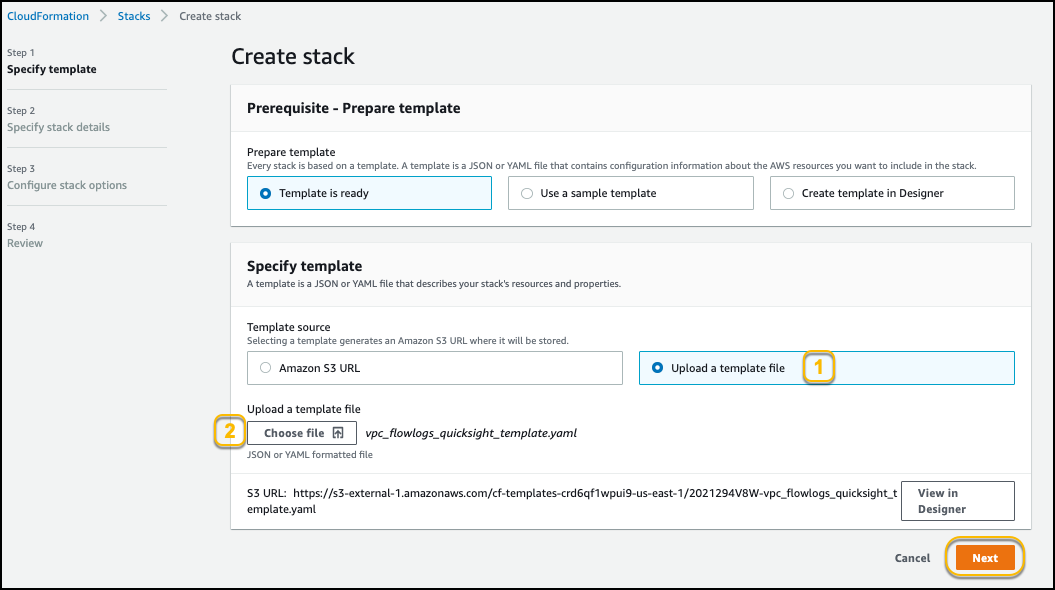 CloudFormation > Stacks > Create stack
Step 1
Specify template
Step 2
Specify stack details
Step 3
Configure stack options
Step 4
Review
Create stack
Prerequisite - Prepare template
Prepare template
Every stack is based on a template. A template is a JSON or YAML file that contains configuration information about the AWS resources you want to include in the stack.
Template is ready
Use a sample template
Create template in Designer
Specify template
A template is a JSON or YAML file that describes your stack's resources and properties.
Template source
Selecting a template generates an Amazon S3 URL where it will be stored.
Amazon S3 URL
Upload a template file
1
Upload a template file
2
Choose file
vpc_flowlogs_quicksight_template.yaml
JSON or YAML formatted file
S3 URL: https://s3-external-1.amazonaws.com/cf-templates-crd6qf1wpui9-us-east-1/2021294V8W-vpc_flowlogs_quicksight_t
emplate.yaml
View in
Designer
Cancel
Next